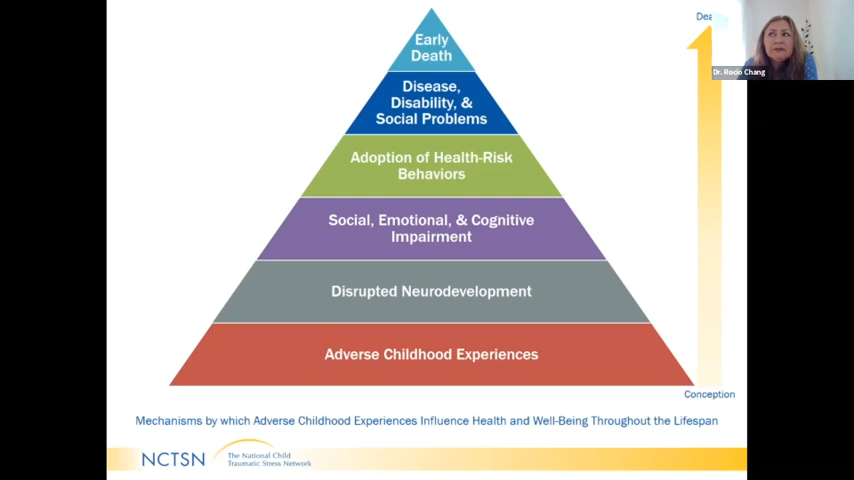 Early
Death
Disease,
Disability, &
Social Problems
Adoption of Health-Risk
Behaviors
Social, Emotional, & Cognitive
Impairment
Disrupted Neurodevelopment
Adverse Childhood Experiences
Dr. Rocio Chang
Conception
Mechanisms by which Adverse Childhood Experiences Influence Health and Well-Being Throughout the Lifespan
NCTSN
The National Child
Traumatic Stress Network